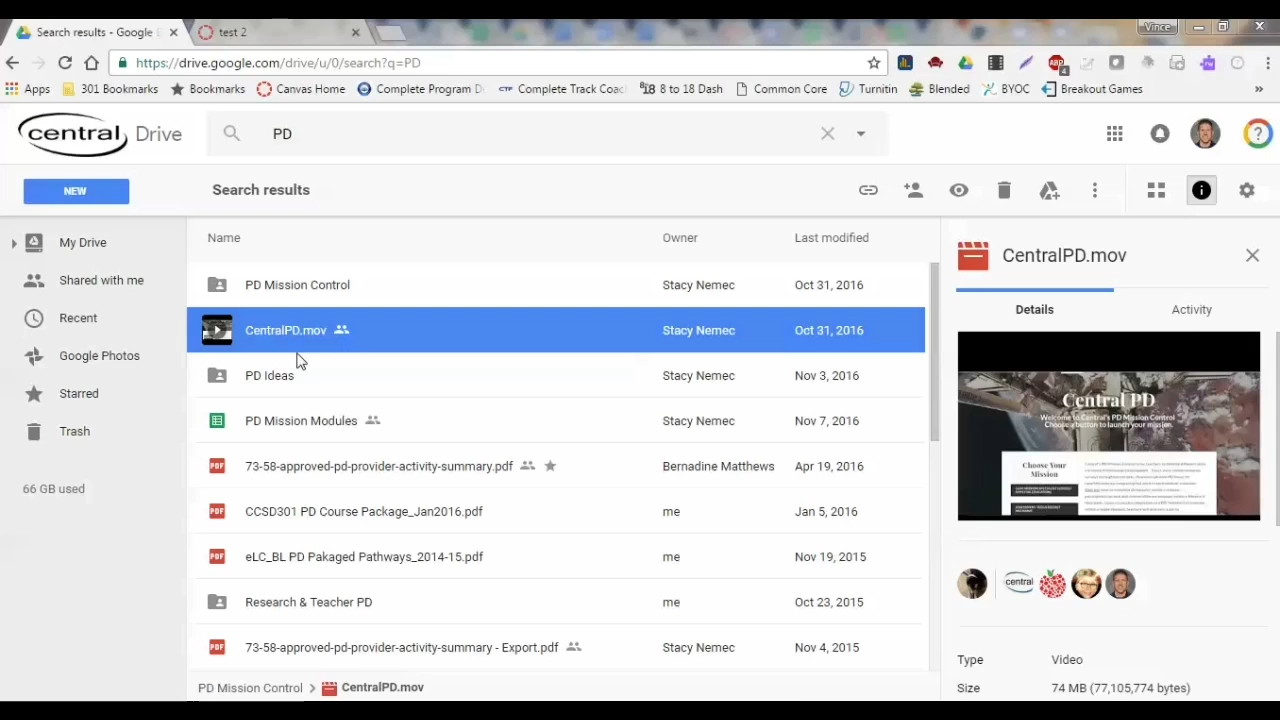 Search results - Google
test 2
Vince
https://drive.google.com/drive/u/0/search?q=PD
ABP
4
rw
Apps
301 Bookmarks
Bookmarks
Canvas Home
Complete Program D
CTF Complete Track Coac
8 to 18 Dash
Common Core
Turnitin
Blended
BYOC
Breakout Games
»
central Drive
PD
?
NEW
Search results
My Drive
Shared with me
Recent
Google Photos
Starred
Trash
66 GB used
Name Owner Last modified
PD Mission Control Stacy Nemec Oct 31, 2016
CentralPD.mov Stacy Nemec Oct 31, 2016
PD Ideas Stacy Nemec Nov 3, 2016
PD Mission Modules Stacy Nemec Nov 7, 2016
PDF 73-58-approved-pd-provider-activity-summary.pdf Bernadine Matthews Apr 19, 2016
PDF CCSD301 PD Course Package_Jan2016.pdf me Jan 5, 2016
PDF eLC_BL PD Pakaged Pathways_2014-15.pdf me Nov 19, 2015
Research & Teacher PD me Oct 23, 2015
PDF 73-58-approved-pd-provider-activity-summary - Export.pdf Stacy Nemec Nov 4, 2015
PD Mission Control > CentralPD.mov
CentralPD.mov
Details Activity
Central PD
Welcome to Central's PD Mission Control
Choose a button to launch your mission.
Choose Your
Mission
central
Type Video
Size 74 MB (77,105,774 bytes)